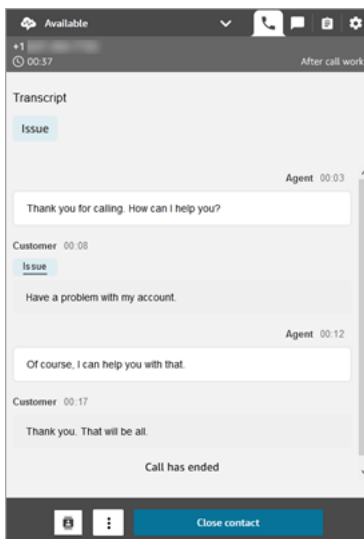 Available
+1
00:37
After call work
Transcript
Issue
Agent 00:03
Thank you for calling. How can I help you?
Customer 00:08
Issue
Have a problem with my account.
Agent 00:12
Of course, I can help you with that.
Customer 00:17
Thank you. That will be all.
Call has ended
Close contact